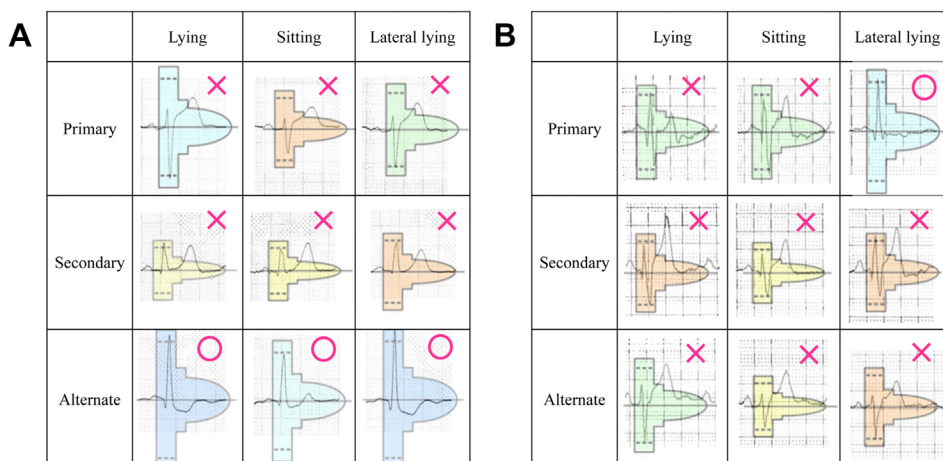 A
Lying Sitting Lateral lying
Primary
Secondary
Alternate
B
Lying Sitting Lateral lying
Primary
Secondary
Alternate